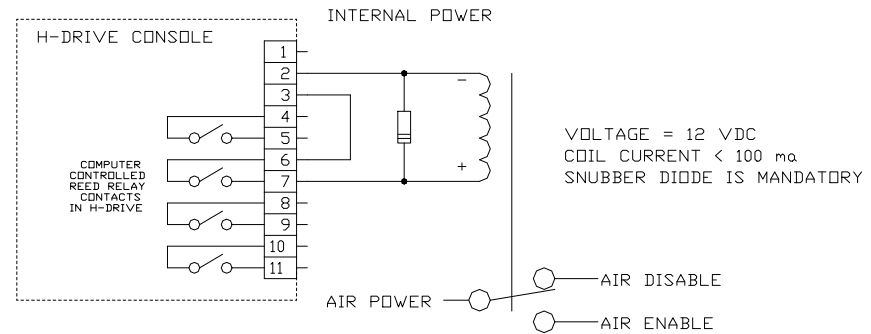 INTERNAL POWER
H-DRIVE CONSOLE
1
2
3
4
5
6
7
8
9
10
11
COMPUTER
CONTROLLED
REED RELAY
CONTACTS
IN H-DRIVE
-
+
VOLTAGE = 12 VDC
COIL CURRENT < 100 ma
SNUBBER DIODE IS MANDATORY
AIR POWER
AIR DISABLE
AIR ENABLE